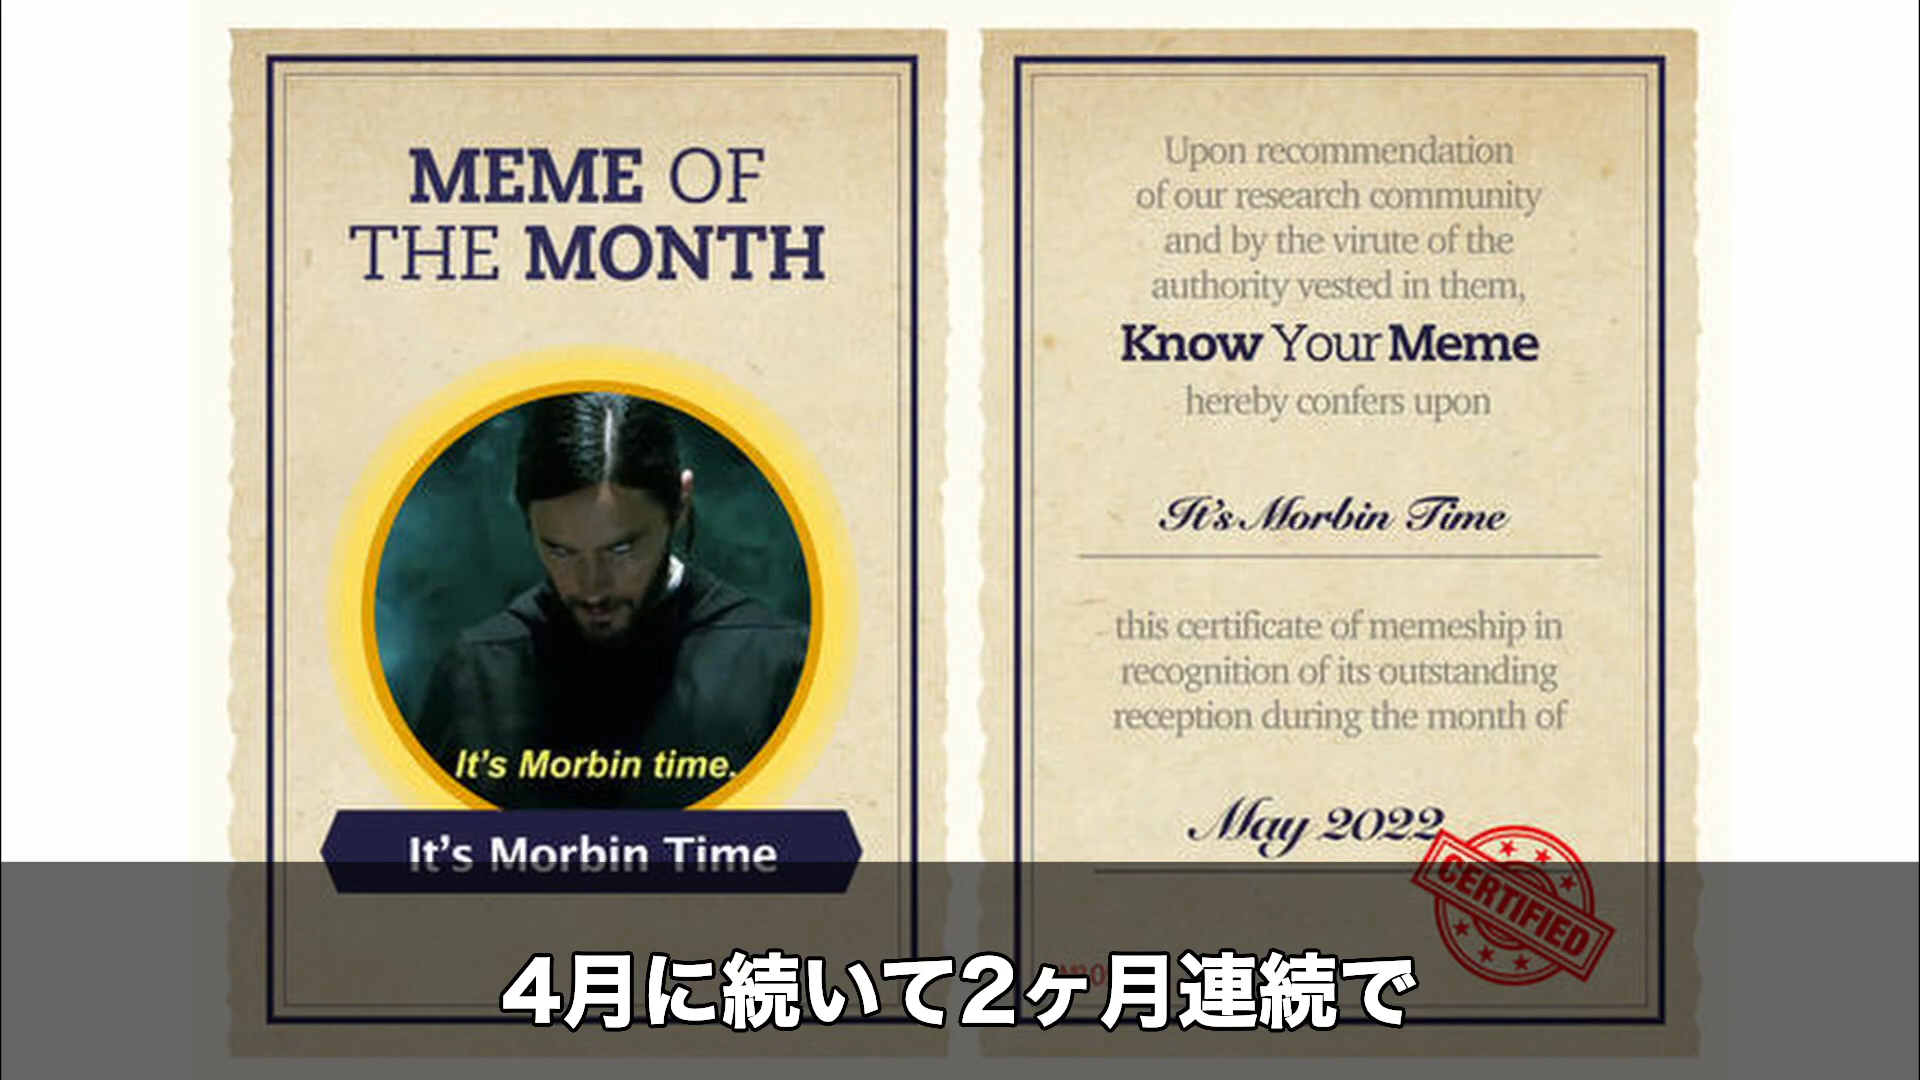 MEME OF
THE MONTH
It's Morbin time.
It's Morbin Time
Upon recommendation
of our research community
and by the virute of the
authority vested in them,
Know Your Meme
hereby confers upon
It's Morbin Time
this certificate of memeship in
recognition of its outstanding
reception during the month of
May 2022
CERTIFIED
4月に続いて2ヶ月連続で